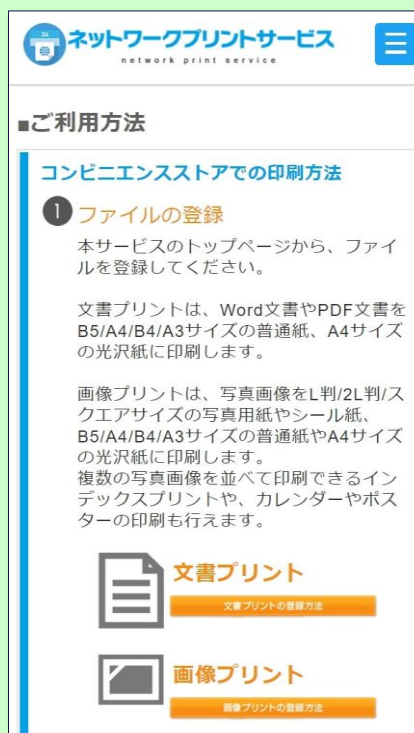 24
ネットワークプリントサービス
network print service
■ご利用方法
コンビニエンスストアでの印刷方法
1 ファイルの登録
本サービスのトップページから、ファイ
ルを登録してください。
文書プリントは、Word文書やPDF文書を
B5/A4/B4/A3サイズの普通紙、A4サイズ
の光沢紙に印刷します。
画像プリントは、写真画像をL判/2L判/ス
クエアサイズの写真用紙やシール紙、
B5/A4/B4/A3サイズの普通紙やA4サイズ
の光沢紙に印刷します。
複数の写真画像を並べて印刷できるイン
デックスプリントや、カレンダーやポス
ターの印刷も行えます。
文書プリント
文書プリントの登録方法
画像プリント
画像プリントの登録方法